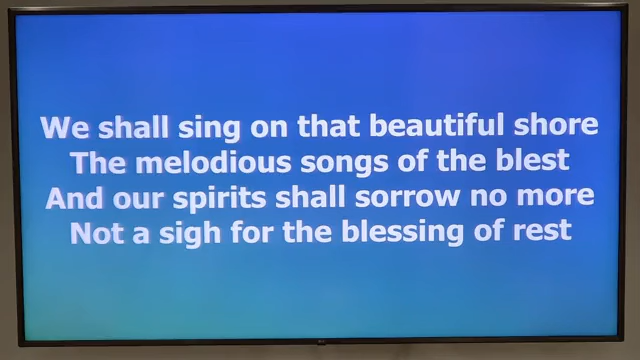 We shall sing on that beautiful shore
The melodious songs of the blest
And our spirits shall sorrow no more
Not a sigh for the blessing of rest